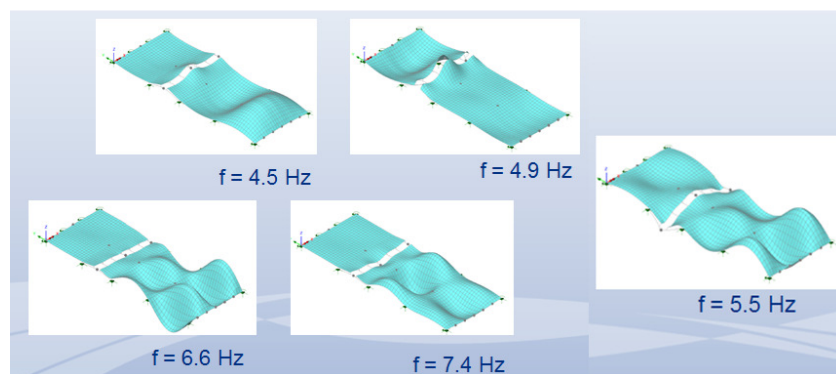 f = 4.5 Hz
f = 4.9 Hz
f = 5.5 Hz
f = 6.6 Hz
f = 7.4 Hz